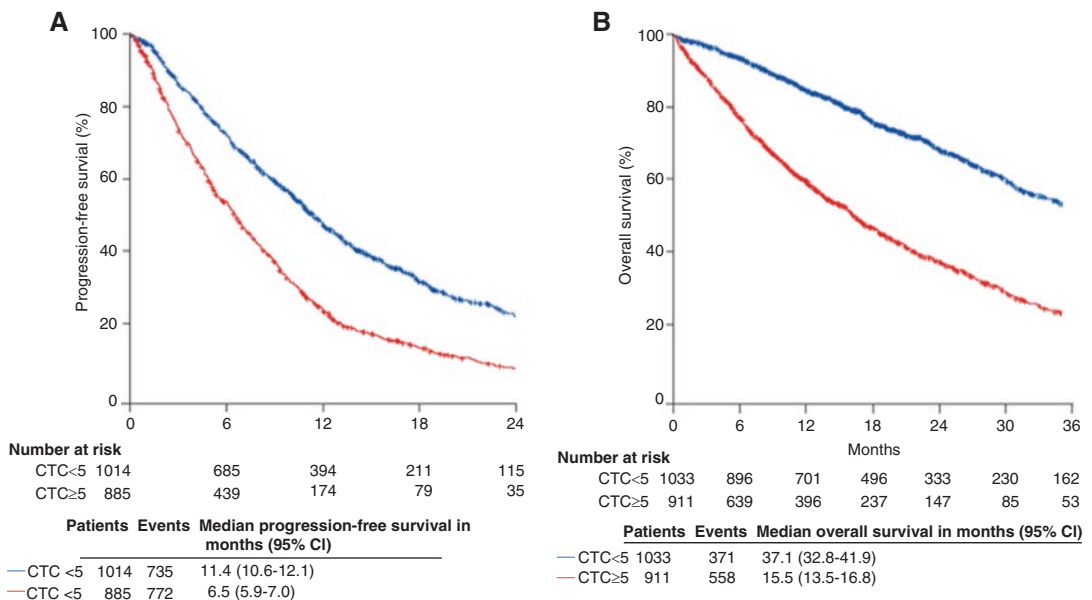 A
Progression-free survial (%)
100
80
60
40
20
0
0 6 12 18 24
Number at risk
CTC<5 1014 685 394 211 115
CTC≥5 885 439 174 79 35
Patients Events Median progression-free survival in
months (95% CI)
CTC <5 1014 735 11.4 (10.6-12.1)
CTC <5 885 772 6.5 (5.9-7.0)
B
Overall survival (%)
100
80
60
40
20
0
0 6 12 18 24 30 36
Months
Number at risk
CTC<5 1033 896 701 496 333 230 162
CTC≥5 911 639 396 237 147 85 53
Patients Events Median overall survival in months (95% CI)
CTC<5 1033 371 37.1 (32.8-41.9)
CTC≥5 911 558 15.5 (13.5-16.8)